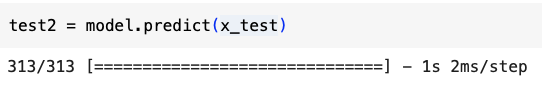 test2 = model.predict(x_test)
313/313 [==============================] - 1s 2ms/step